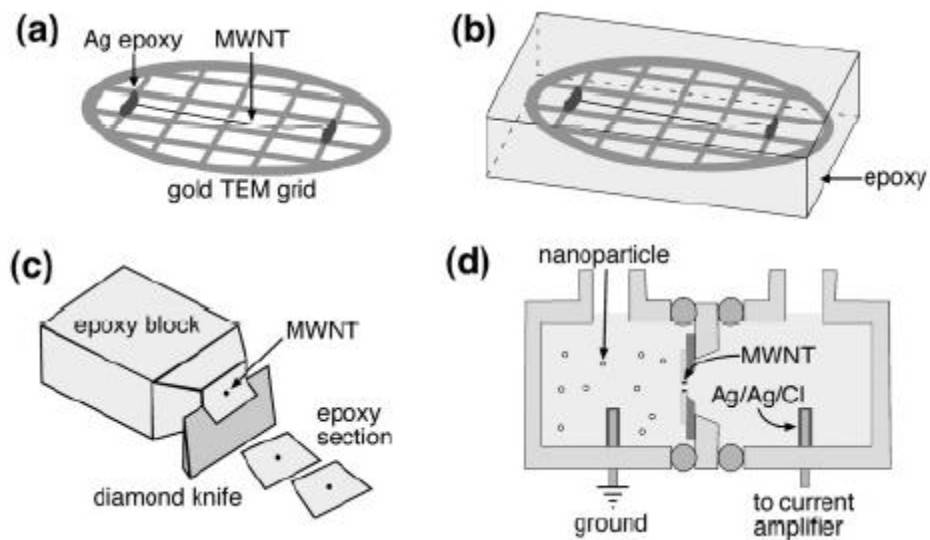 (a)
Ag epoxy
MWNT
gold TEM grid
(b)
epoxy
(c)
epoxy block
MWNT
epoxy
section
diamond knife
(d)
nanoparticle
MWNT
Ag/Ag/Cl
ground
to current
amplifier